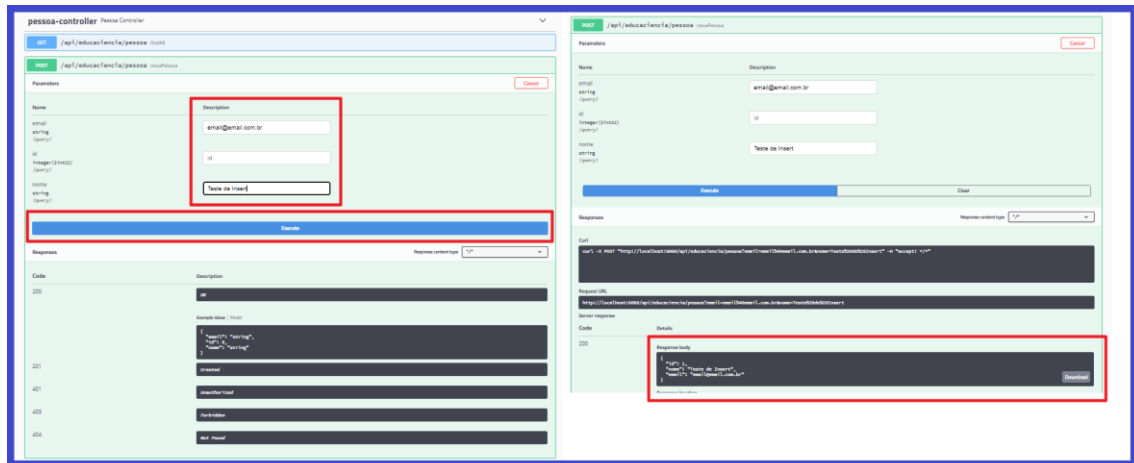 pessoa-controller Pessoa Controller
GET /api/educaciencia/pessoa findAll
POST /api/educaciencia/pessoa novaPessoa
Parameters
Cancel
Name Description
email
string
(query)
email@email.com.br
id
integer($int32)
(query)
id
nome
string
(query)
Teste de Insert
Execute
Responses
Response content type */*
Code Description
200
OK
Example Value | Model
{
"email": "string",
"id": 0,
"nome": "string"
}
201
Created
401
Unauthorized
403
Forbidden
404
Not Found
POST /api/educaciencia/pessoa novaPessoa
Parameters
Cancel
Name Description
email
string
(query)
email@email.com.br
id
integer($int32)
(query)
id
nome
string
(query)
Teste de Insert
Execute Clear
Responses
Response content type */*
Curl
Request URL
Server response
Code Details
200
Response body
{
"id": 1,
"nome": "Teste de Insert",
"email": "email@email.com.br"
}
Download